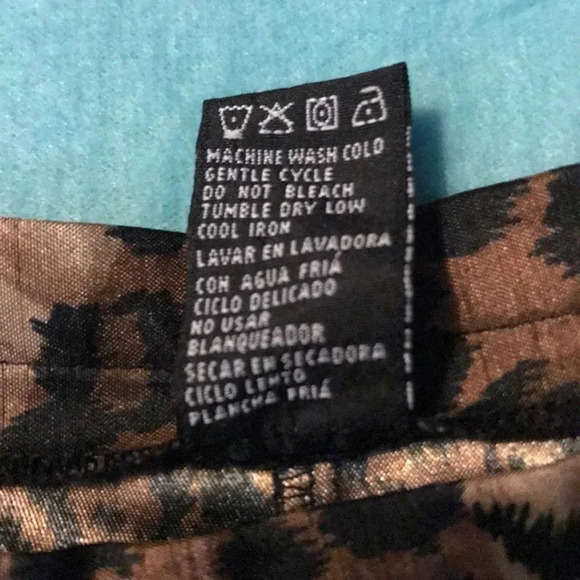 MACHINE WASH COLD
GENTLE CYCLE
DO NOT BLEACH
TUMBLE DRY LOW
COOL IRON
LAVAR EN LAVADORA
CON AGUA FRIÁ
CICLO DELICADO
NO USAR
BLANQUEADOR
SECAR EN SECADORA
CICLO LENTO
PLANCHA FRIÁ